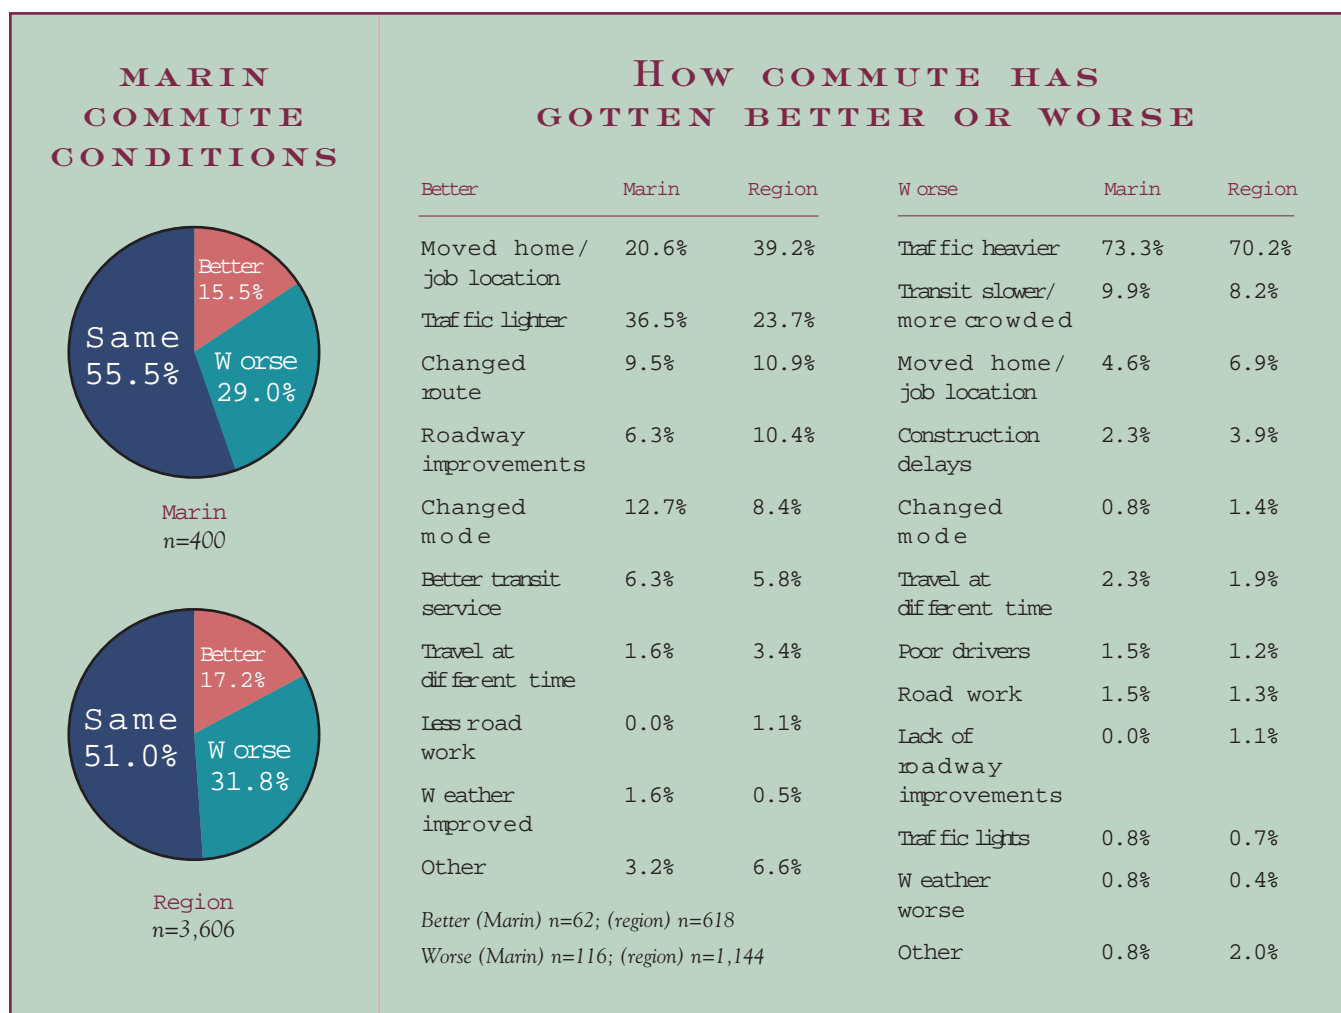 MARIN
COMMUTE
CONDITIONS
Better
15.5%
Same
55.5%
Worse
29.0%
Marin
n=400
Better
17.2%
Same
51.0%
Worse
31.8%
Region
n=3,606
HOW COMMUTE HAS
GOTTEN BETTER OR WORSE
Better Marin Region
Moved home/ 20.6% 39.2%
job location
Traffic lighter 36.5% 23.7%
Changed 9.5% 10.9%
route
Roadway 6.3% 10.4%
improvements
Changed 12.7% 8.4%
mode
Better transit 6.3% 5.8%
service
Travel at 1.6% 3.4%
different time
Less road 0.0% 1.1%
work
Weather 1.6% 0.5%
improved
Other 3.2% 6.6%
Better (Marin) n=62; (region) n=618
Worse (Marin) n=116; (region) n=1,144
Worse Marin Region
Traffic heavier 73.3% 70.2%
Transit slower/ 9.9% 8.2%
more crowded
Moved home/ 4.6% 6.9%
job location
Construction 2.3% 3.9%
delays
Changed 0.8% 1.4%
mode
Travel at 2.3% 1.9%
different time
Poor drivers 1.5% 1.2%
Road work 1.5% 1.3%
Lack of 0.0% 1.1%
roadway
improvements
Traffic lights 0.8% 0.7%
Weather 0.8% 0.4%
worse
Other 0.8% 2.0%